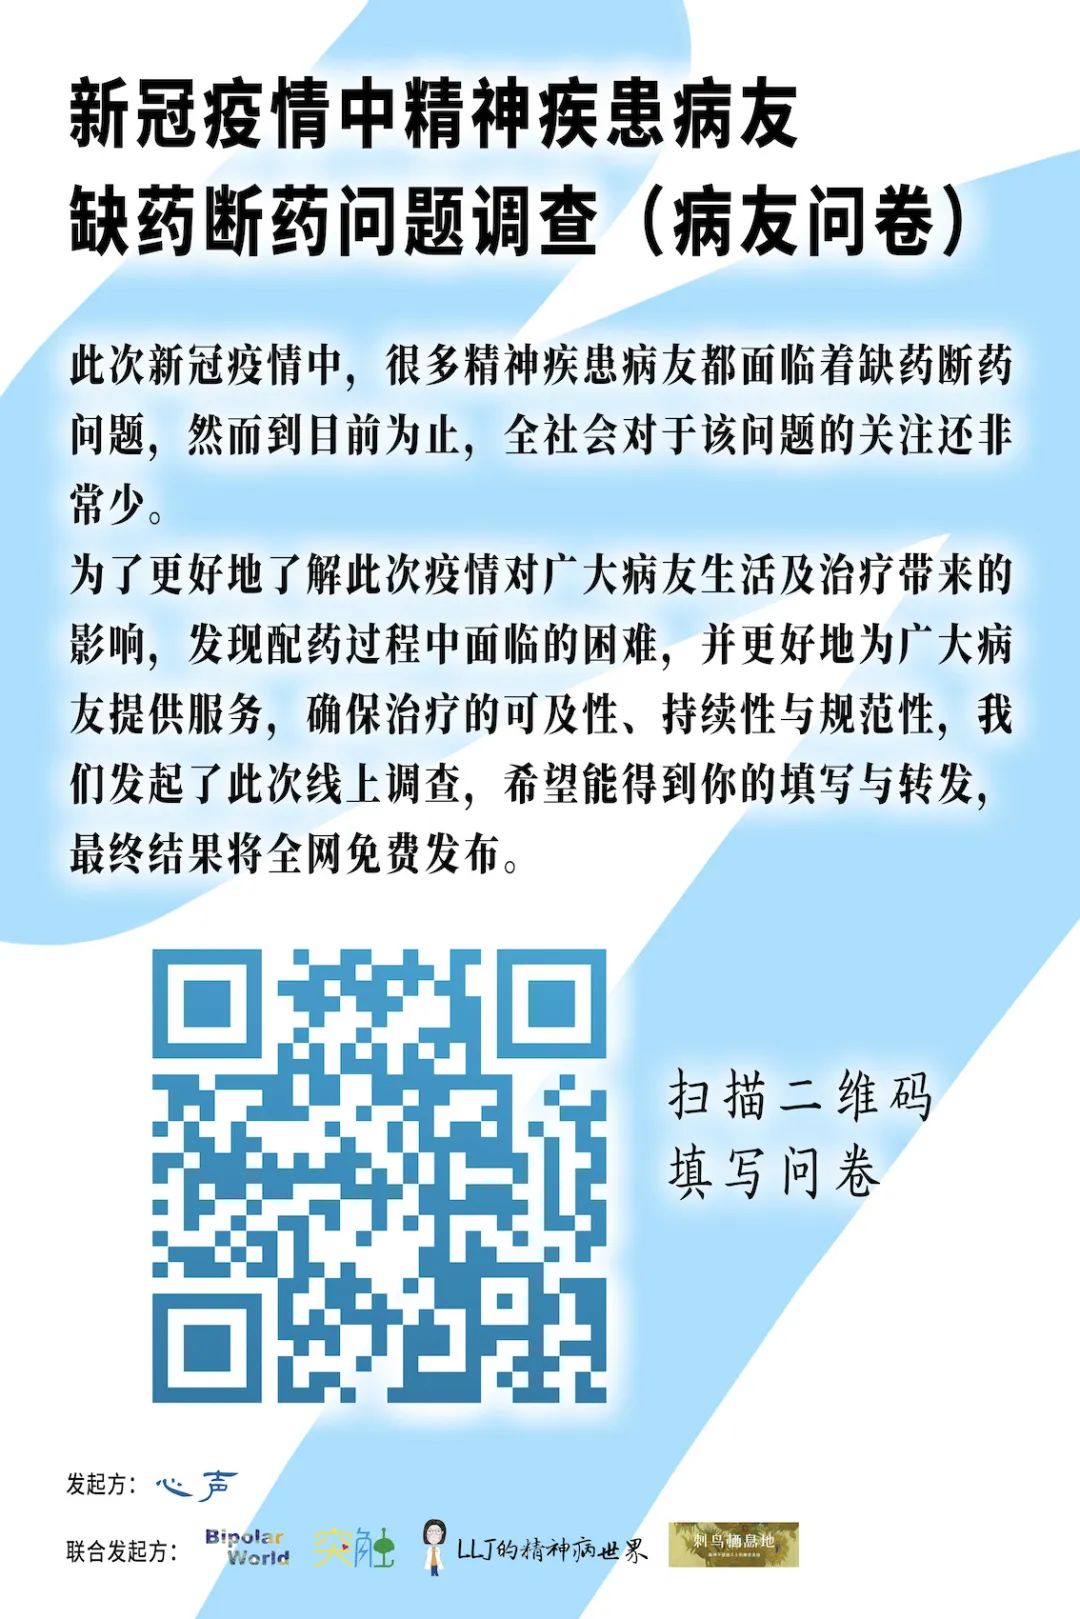 新冠疫情中精神疾患病友
缺药断药问题调查（病友问卷）
此次新冠疫情中，很多精神疾患病友都面临着缺药断药
问题，然而到目前为止，全社会对于该问题的关注还非
常少。
为了更好地了解此次疫情对广大病友生活及治疗带来的
影响，发现配药过程中面临的困难，并更好地为广大病
友提供服务，确保治疗的可及性、持续性与规范性，我
们发起了此次线上调查，希望能得到你的填写与转发，
最终结果将全网免费发布。
扫描二维码
填写问卷
发起方：心声
联合发起方：Bipolar World 突触 LLJ的精神病世界 刺鸟栖息地